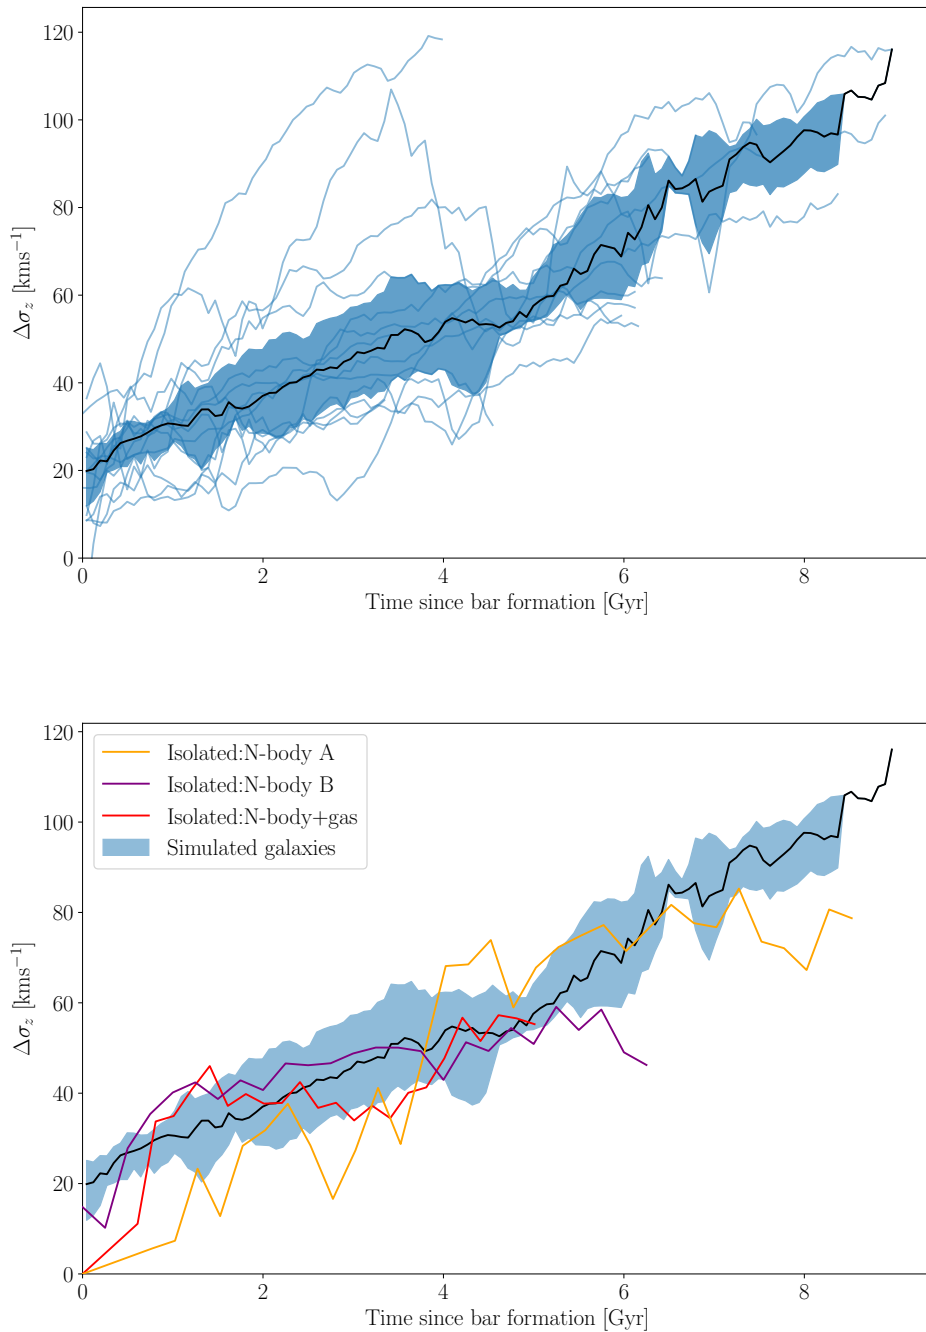 120
100
80
60
40
20
0
Δσz [kms−1]
0 2 4 6 8
Time since bar formation [Gyr]
120
100
80
60
40
20
0
Δσz [kms−1]
Isolated:N-body A
Isolated:N-body B
Isolated:N-body+gas
Simulated galaxies
0 2 4 6 8
Time since bar formation [Gyr]